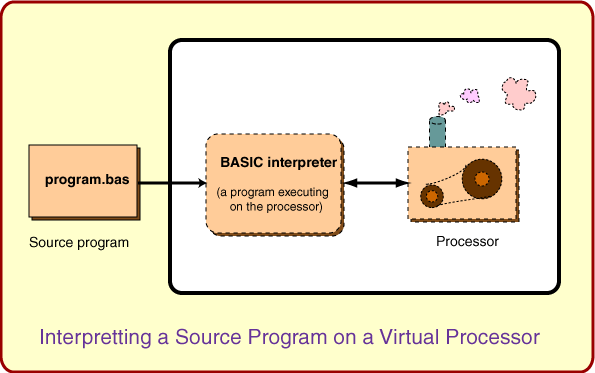 program.bas
Source program
BASIC interpreter
(a program executing
on the processor)
Processor
Interpretting a Source Program on a Virtual Processor